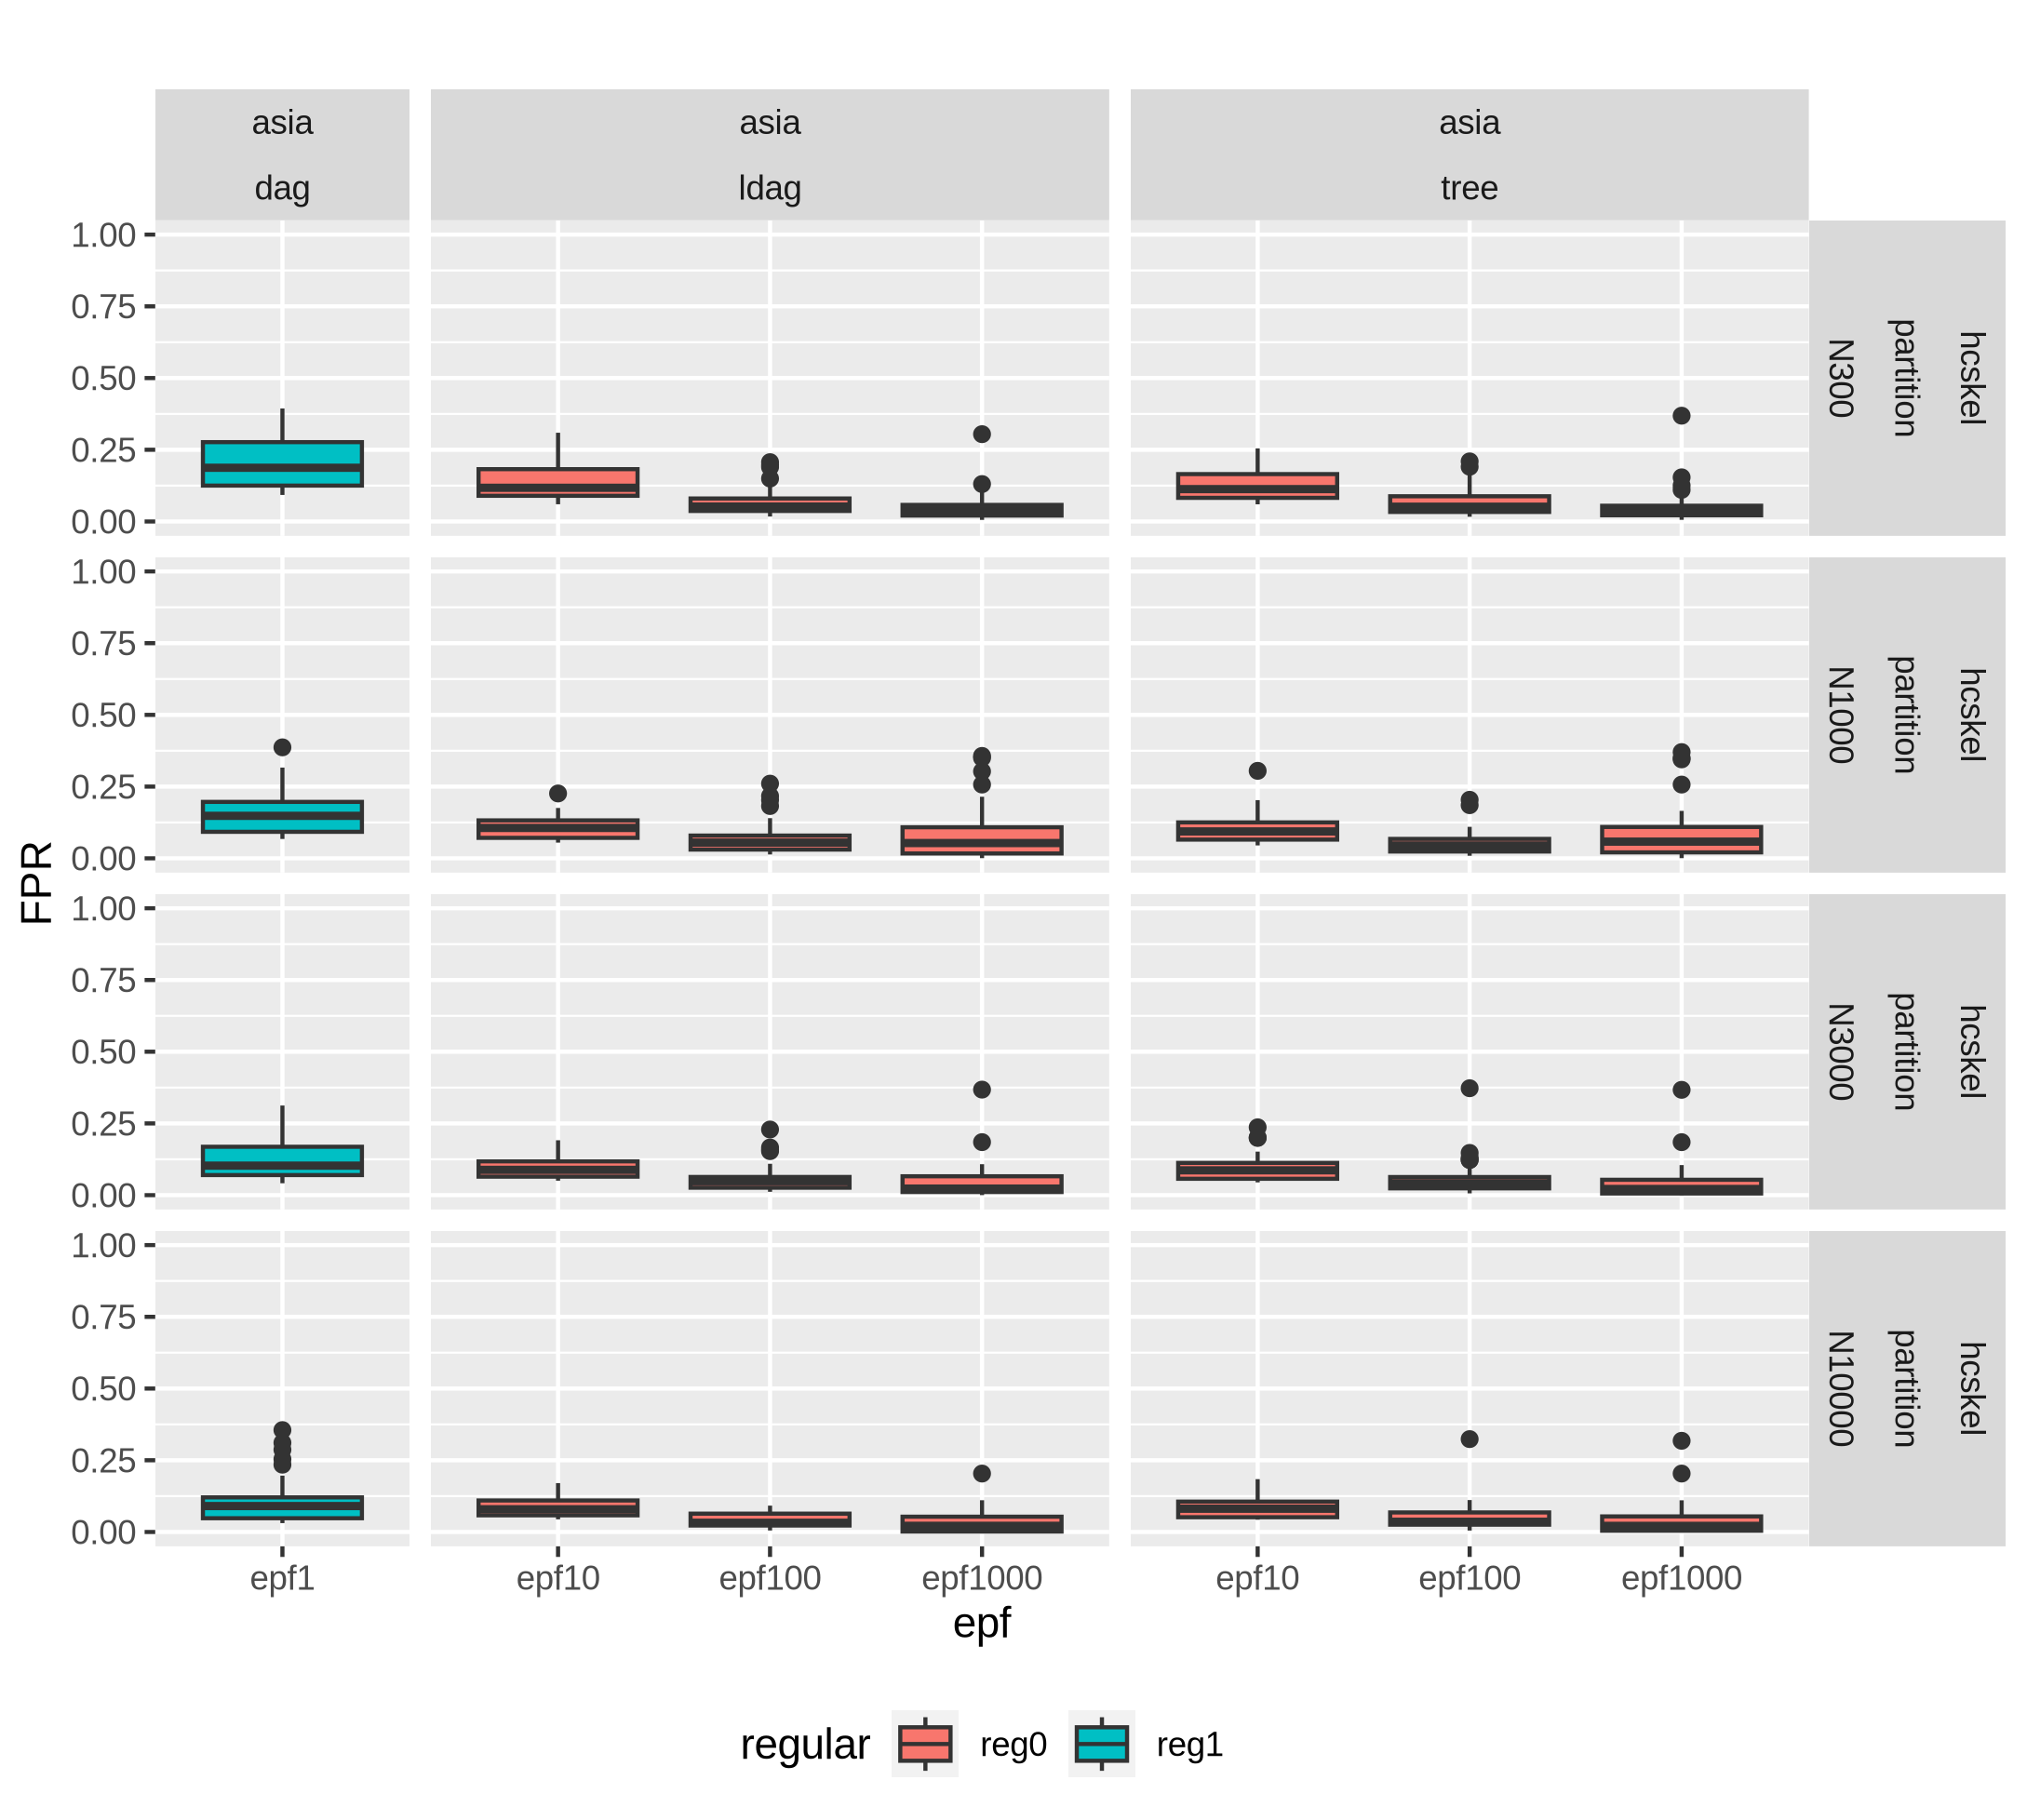 asia
dag
asia
ldag
asia
tree
FPR
1.00
0.75
0.50
0.25
0.00
N300
partition
hcskel
1.00
0.75
0.50
0.25
0.00
N1000
partition
hcskel
1.00
0.75
0.50
0.25
0.00
N3000
partition
hcskel
1.00
0.75
0.50
0.25
0.00
N10000
partition
hcskel
epf1
epf10
epf100
epf1000
epf10
epf100
epf1000
epf
regular reg0 reg1